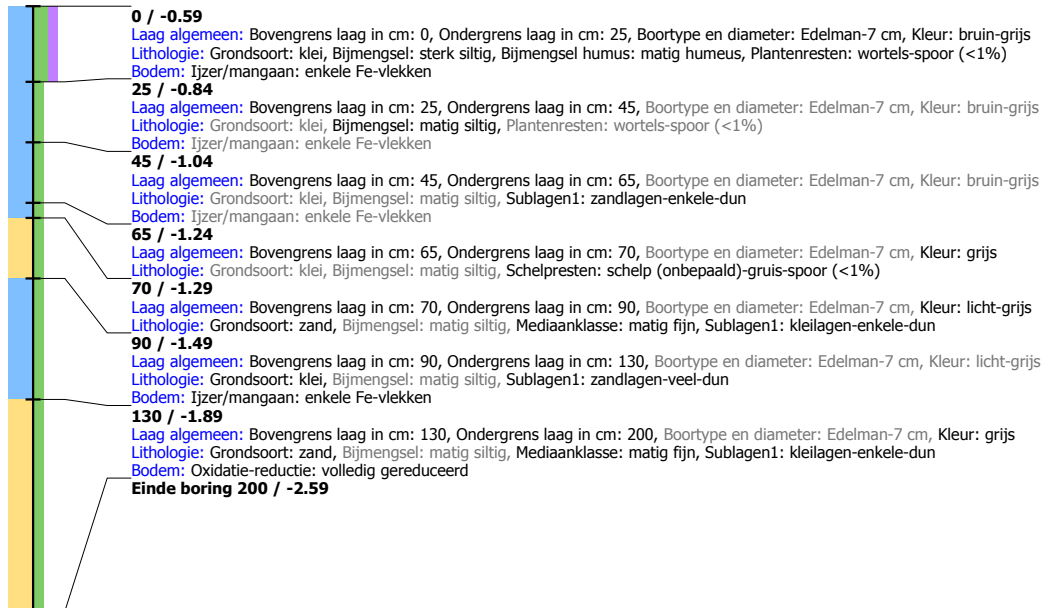 0 / -0.59
Laag algemeen: Bovengrens laag in cm: 0, Ondergrens laag in cm: 25, Boortype en diameter: Edelman-7 cm, Kleur: bruin-grijs
Lithologie: Grondsoort: klei, Bijmengsel: sterk siltig, Bijmengsel humus: matig humeus, Plantenresten: wortels-spoor (<1%)
Bodem: Ijzer/mangaan: enkele Fe-vlekken
25 / -0.84
Laag algemeen: Bovengrens laag in cm: 25, Ondergrens laag in cm: 45, Boortype en diameter: Edelman-7 cm, Kleur: bruin-grijs
Lithologie: Grondsoort: klei, Bijmengsel: matig siltig, Plantenresten: wortels-spoor (<1%)
Bodem: Ijzer/mangaan: enkele Fe-vlekken
45 / -1.04
Laag algemeen: Bovengrens laag in cm: 45, Ondergrens laag in cm: 65, Boortype en diameter: Edelman-7 cm, Kleur: bruin-grijs
Lithologie: Grondsoort: klei, Bijmengsel: matig siltig, Sublagen1: zandlagen-enkele-dun
Bodem: Ijzer/mangaan: enkele Fe-vlekken
65 / -1.24
Laag algemeen: Bovengrens laag in cm: 65, Ondergrens laag in cm: 70, Boortype en diameter: Edelman-7 cm, Kleur: grijs
Lithologie: Grondsoort: klei, Bijmengsel: matig siltig, Schelpresten: schelp (onbepaald)-gruis-spoor (<1%)
70 / -1.29
Laag algemeen: Bovengrens laag in cm: 70, Ondergrens laag in cm: 90, Boortype en diameter: Edelman-7 cm, Kleur: licht-grijs
Lithologie: Grondsoort: zand, Bijmengsel: matig siltig, Mediaanklasse: matig fijn, Sublagen1: kleilagen-enkele-dun
90 / -1.49
Laag algemeen: Bovengrens laag in cm: 90, Ondergrens laag in cm: 130, Boortype en diameter: Edelman-7 cm, Kleur: licht-grijs
Lithologie: Grondsoort: klei, Bijmengsel: matig siltig, Sublagen1: zandlagen-veel-dun
Bodem: Ijzer/mangaan: enkele Fe-vlekken
130 / -1.89
Laag algemeen: Bovengrens laag in cm: 130, Ondergrens laag in cm: 200, Boortype en diameter: Edelman-7 cm, Kleur: grijs
Lithologie: Grondsoort: zand, Bijmengsel: matig siltig, Mediaanklasse: matig fijn, Sublagen1: kleilagen-enkele-dun
Bodem: Oxidatie-reductie: volledig gereduceerd
Einde boring 200 / -2.59